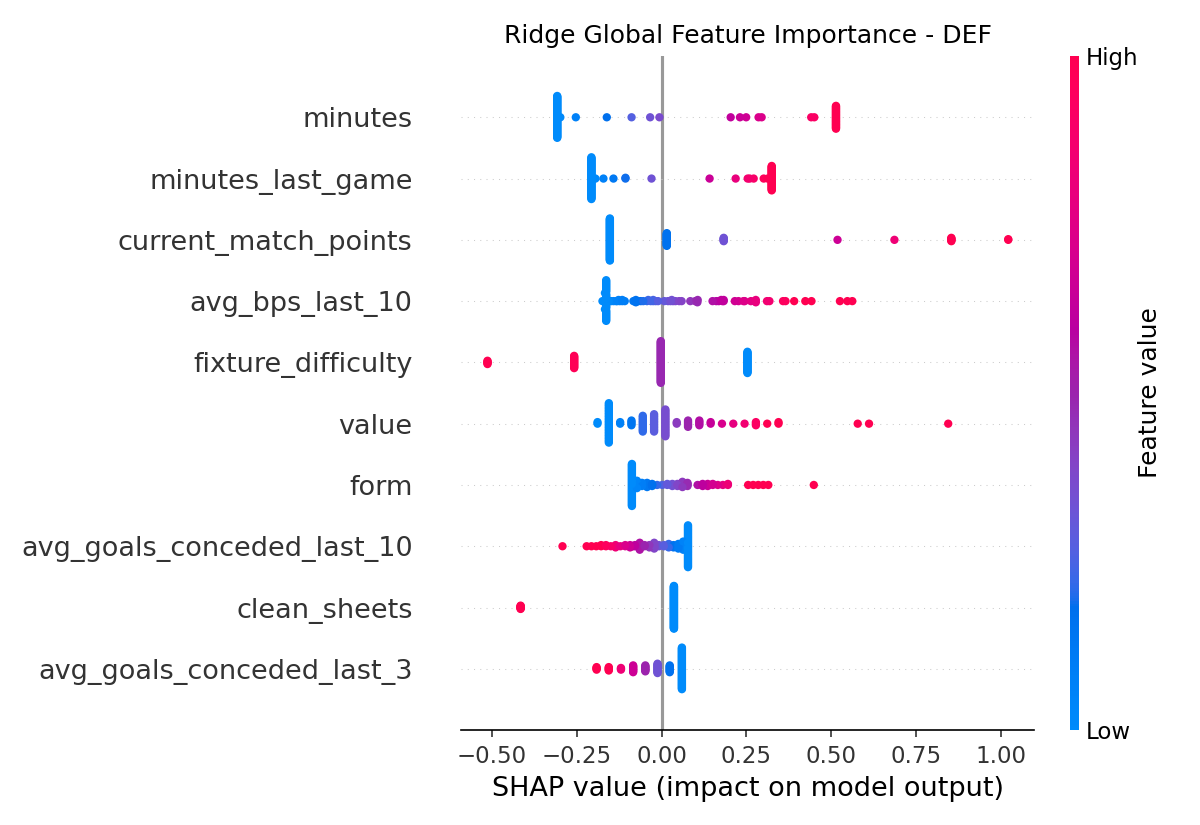 Ridge Global Feature Importance - DEF
High
minutes
minutes_last_game
current_match_points
avg_bps_last_10
fixture_difficulty
value
form
avg_goals_conceded_last_10
clean_sheets
avg_goals_conceded_last_3
Feature value
Low
−0.50 −0.25 0.00 0.25 0.50 0.75 1.00
SHAP value (impact on model output)